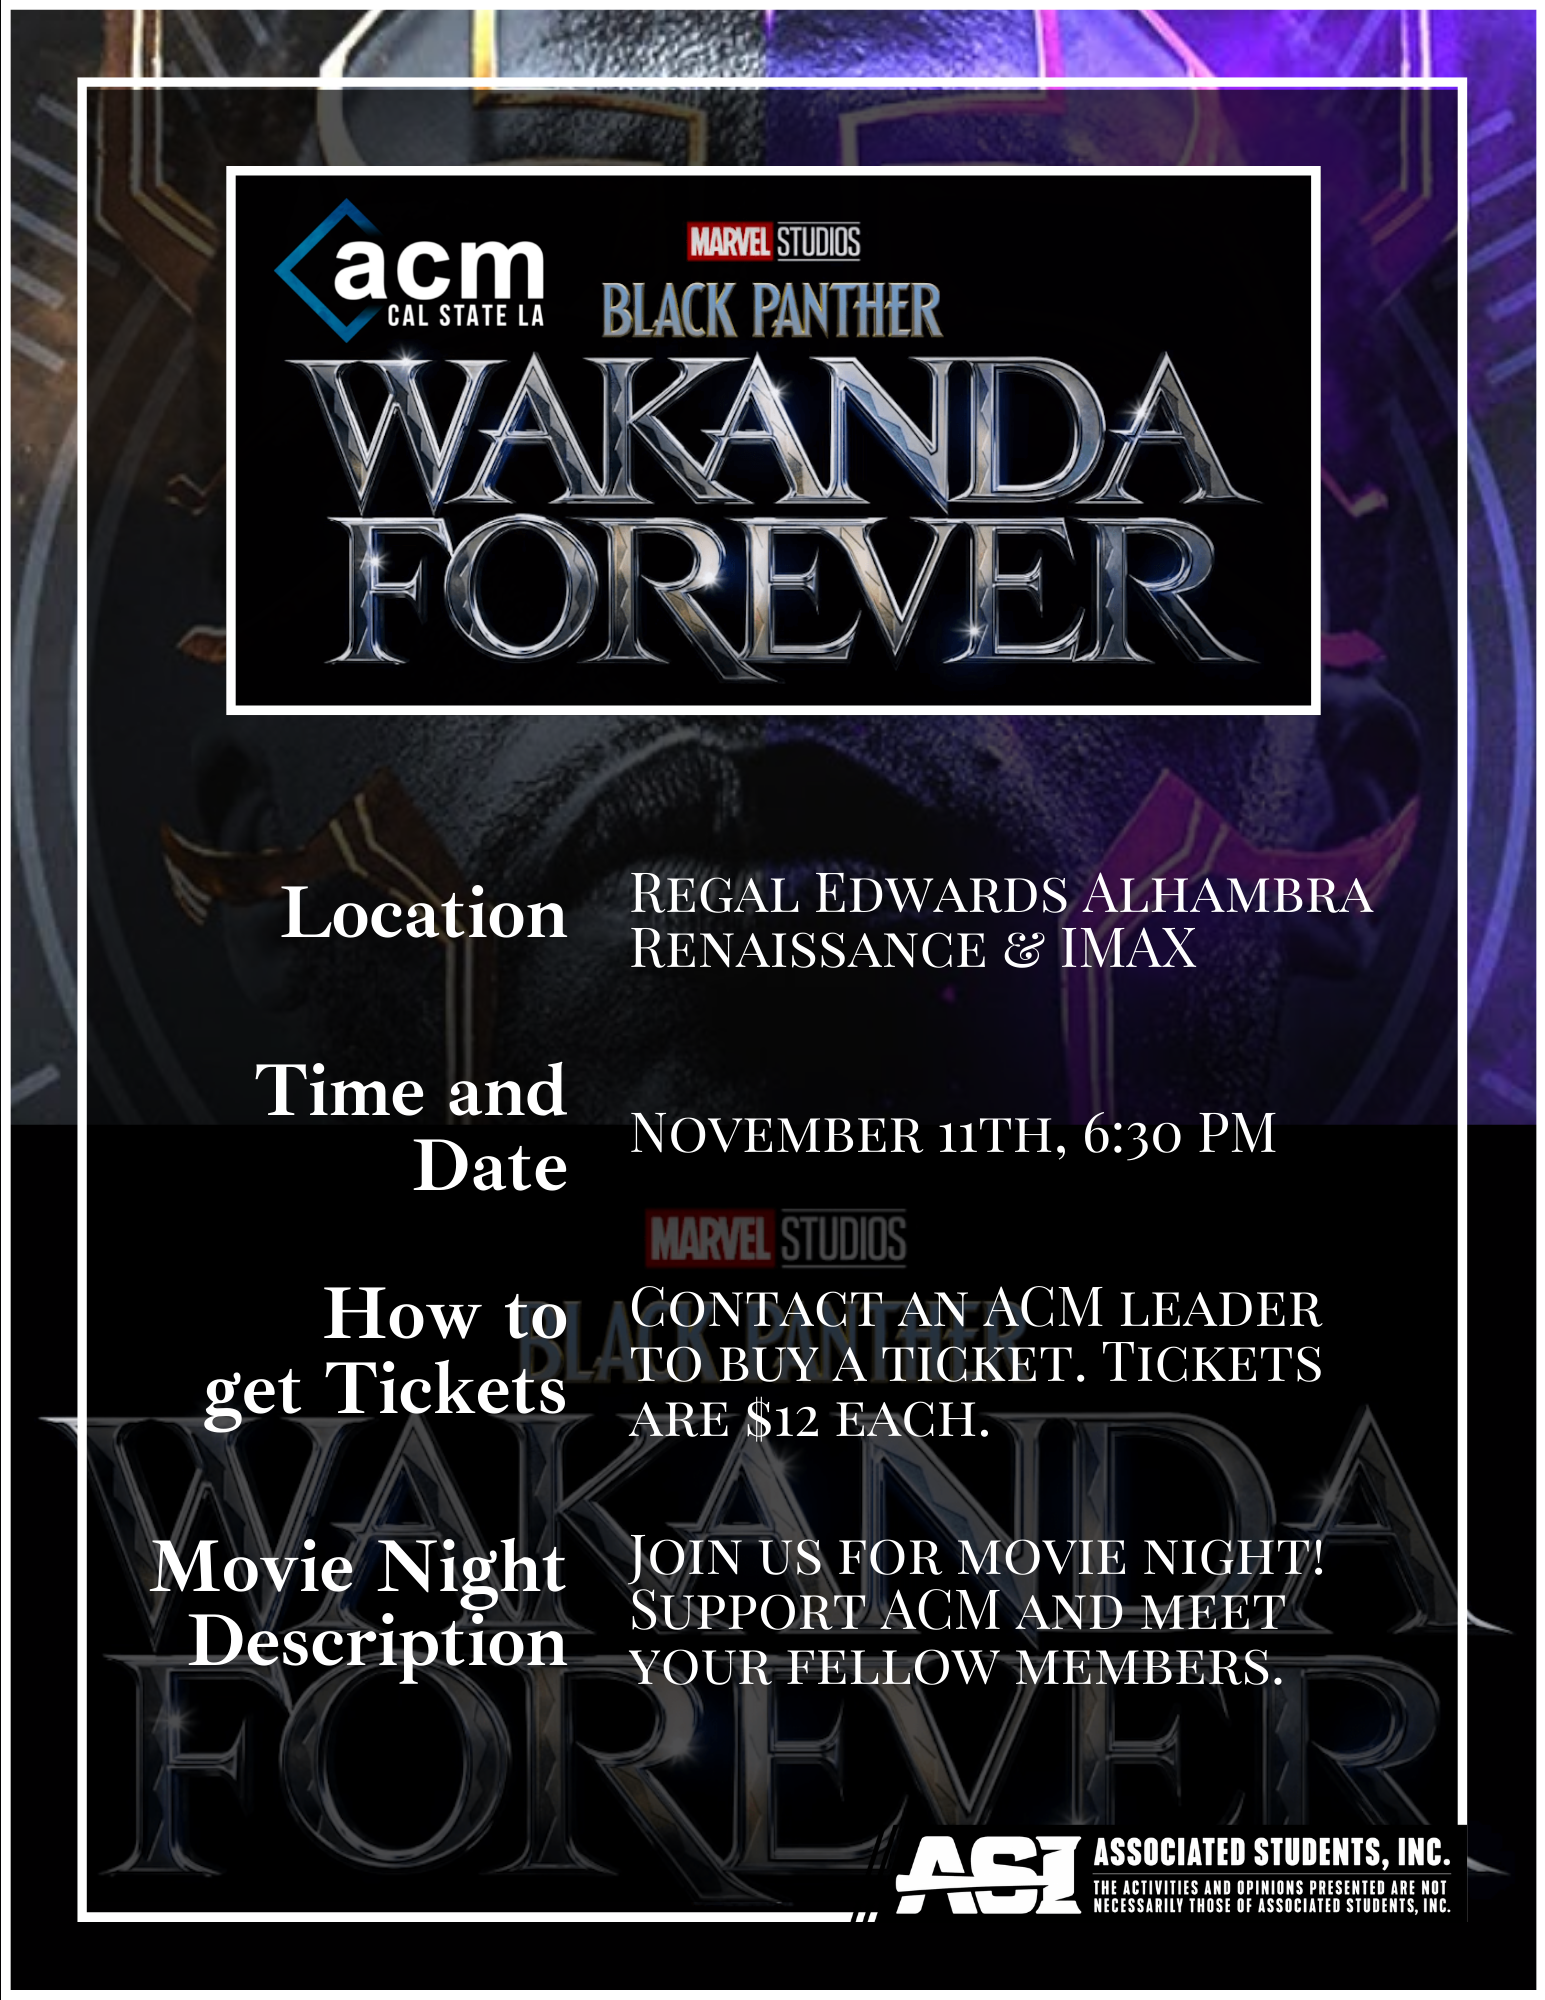 acm
CAL STATE LA
MARVEL STUDIOS
BLACK PANTHER
WAKANDA
FOREVER
Location
REGAL EDWARDS ALHAMBRA
RENAISSANCE & IMAX
Time and
Date
NOVEMBER 11TH, 6:30 PM
MARVEL STUDIOS
BLACK PANTHER
How to
get Tickets
CONTACT AN ACM LEADER
TO BUY A TICKET. TICKETS
ARE $12 EACH.
WAKANDA
FOREVER
Movie Night
Description
JOIN US FOR MOVIE NIGHT!
SUPPORT ACM AND MEET
YOUR FELLOW MEMBERS.
ASI
ASSOCIATED STUDENTS, INC.
THE ACTIVITIES AND OPINIONS PRESENTED ARE NOT
NECESSARILY THOSE OF ASSOCIATED STUDENTS, INC.